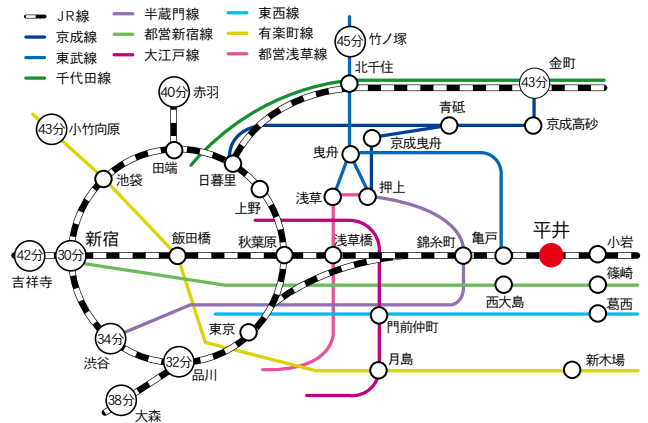 JR線
半蔵門線
東西線
京成線
都営新宿線
有楽町線
東武線
大江戸線
都営浅草線
千代田線
45分
竹ノ塚
北千住
金町
43分
40分
赤羽
青砥
43分
小竹向原
京成高砂
京成曳舟
曳舟
田端
日暮里
池袋
押上
浅草
上野
平井
新宿
飯田橋
秋葉原
浅草橋
錦糸町
亀戸
小岩
42分
30分
吉祥寺
篠崎
西大島
葛西
34分
東京
門前仲町
渋谷
32分
品川
月島
新木場
38分
大森